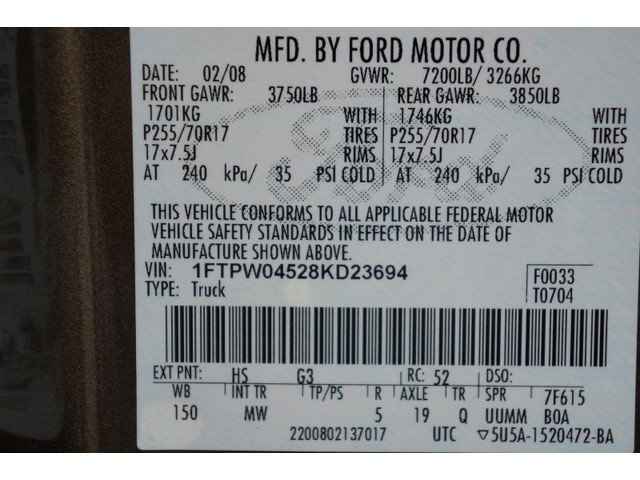 MFD. BY FORD MOTOR CO.
DATE: 02/08 GVWR: 7200LB/ 3266KG
FRONT GAWR: 3750LB REAR GAWR: 3850LB
1701KG WITH 1746KG WITH
P255/70R17 TIRES P255/70R17 TIRES
17x7.5J RIMS 17x7.5J RIMS
AT 240 kPa/ 35 PSI COLD AT 240 kPa/ 35 PSI COLD
Ford
THIS VEHICLE CONFORMS TO ALL APPLICABLE FEDERAL MOTOR
VEHICLE SAFETY STANDARDS IN EFFECT ON THE DATE OF
MANUFACTURE SHOWN ABOVE.
VIN: 1FTPW04528KD23694 F0033
TYPE: Truck T0704
EXT PNT: HS G3 RC: 52 DSO:
WB INT TR TP/PS R AXLE TR SPR 7F615
150 MW 5 19 Q UUMM BOA
2200802137017 UTC ▽5U5A-1520472-BA